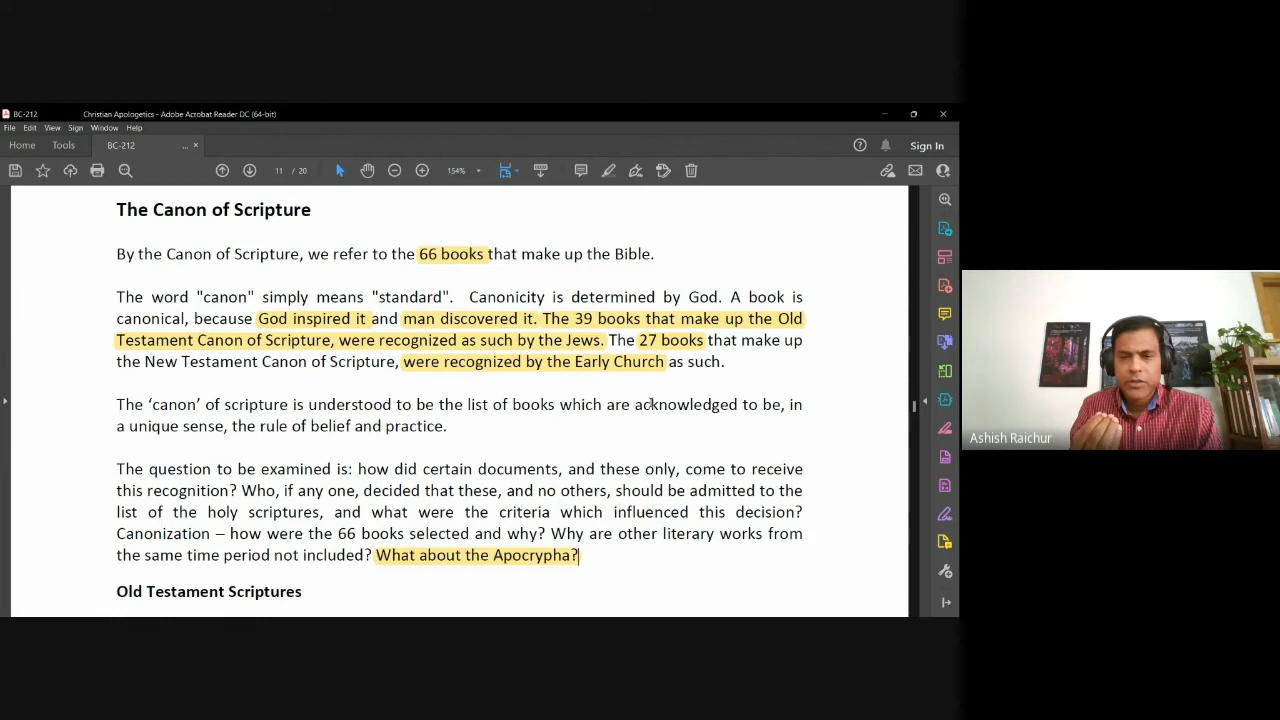 BC-212 Christian Apologetics - Adobe Acrobat Reader DC (64-bit)
File Edit View Sign Window Help
Home Tools BC-212 ... × Sign In
11 / 20 154%
The Canon of Scripture
By the Canon of Scripture, we refer to the 66 books that make up the Bible.
The word "canon" simply means "standard". Canonicity is determined by God. A book is
canonical, because God inspired it and man discovered it. The 39 books that make up the Old
Testament Canon of Scripture, were recognized as such by the Jews. The 27 books that make up
the New Testament Canon of Scripture, were recognized by the Early Church as such.
The ‘canon’ of scripture is understood to be the list of books which are acknowledged to be, in
a unique sense, the rule of belief and practice.
The question to be examined is: how did certain documents, and these only, come to receive
this recognition? Who, if any one, decided that these, and no others, should be admitted to the
list of the holy scriptures, and what were the criteria which influenced this decision?
Canonization – how were the 66 books selected and why? Why are other literary works from
the same time period not included? What about the Apocrypha?
Old Testament Scriptures
Ashish Raichur